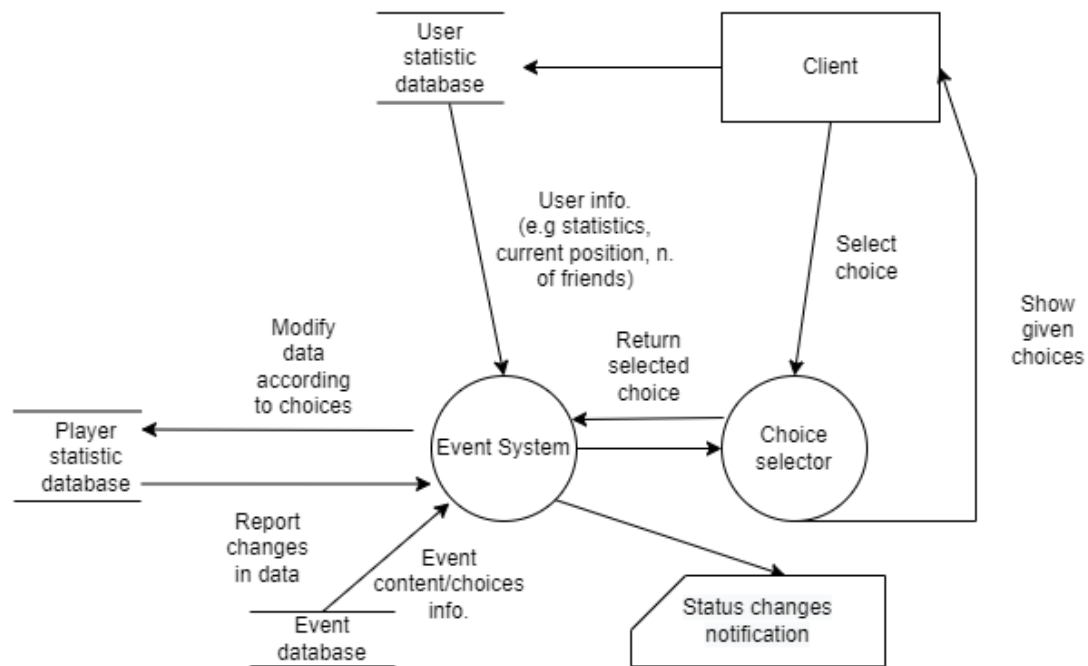 User
statistic
database
Client
User info.
(e.g statistics,
current position, n.
of friends)
Select
choice
Show
given
choices
Modify
data
according
to choices
Return
selected
choice
Player
statistic
database
Event System
Choice
selector
Report
changes
in data
Event
content/choices
info.
Event
database
Status changes
notification